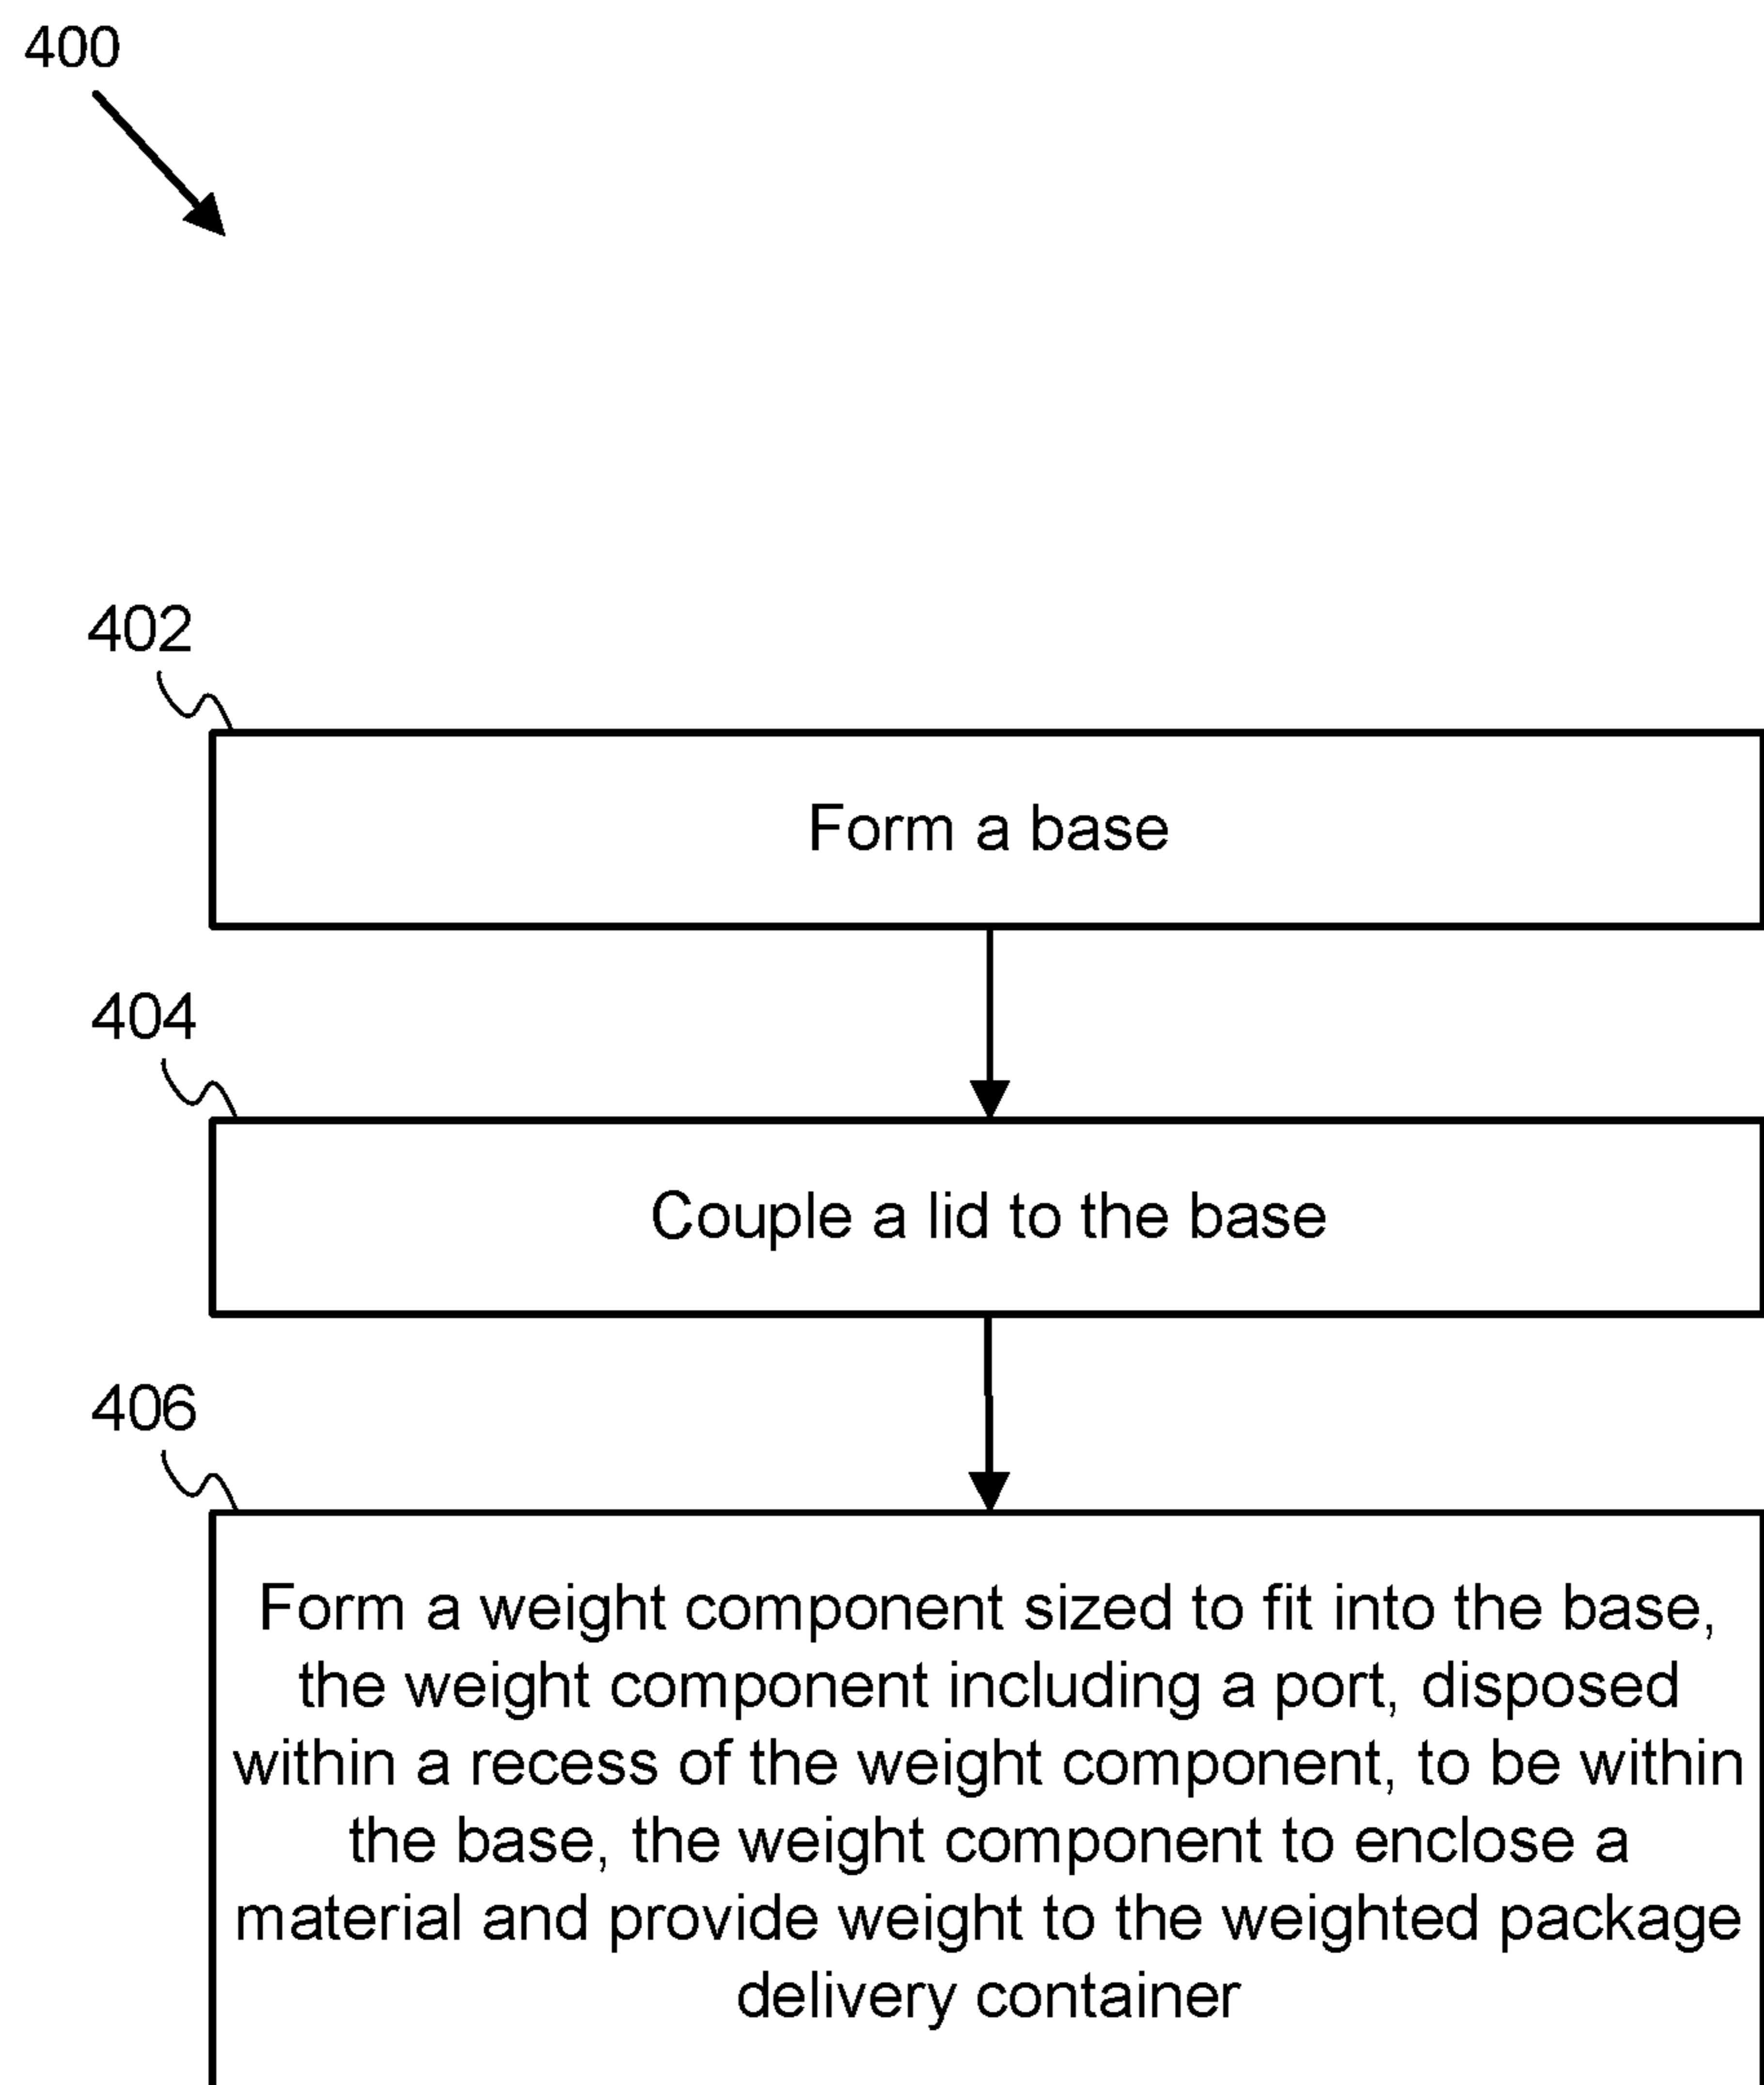 400
402
Form a base
404
Couple a lid to the base
406
Form a weight component sized to fit into the base,
the weight component including a port, disposed
within a recess of the weight component, to be within
the base, the weight component to enclose a
material and provide weight to the weighted package
delivery container